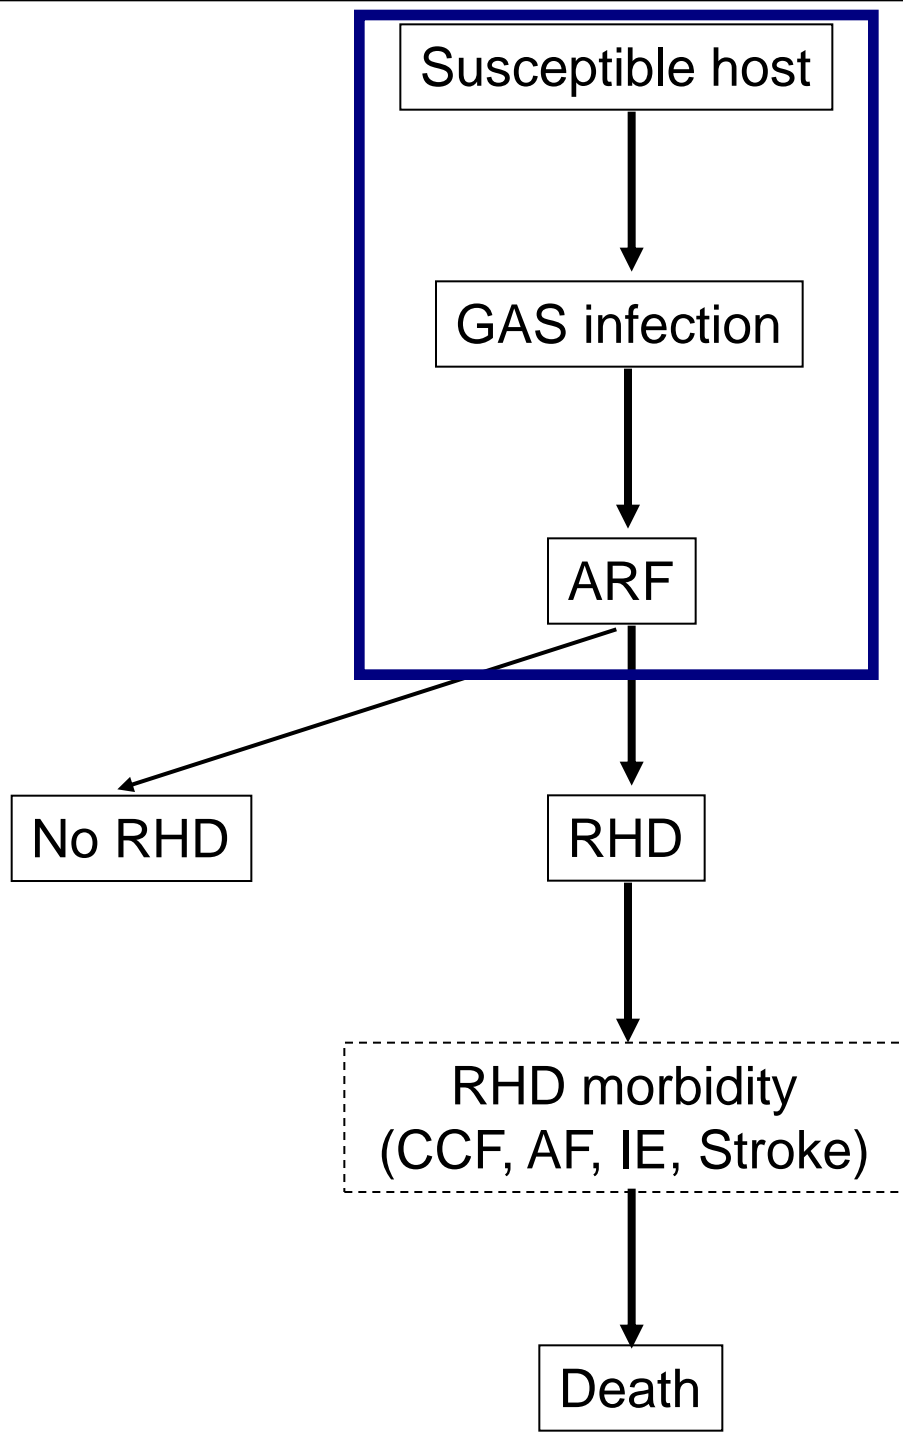 Susceptible host
GAS infection
ARF
No RHD
RHD
RHD morbidity
(CCF, AF, IE, Stroke)
Death